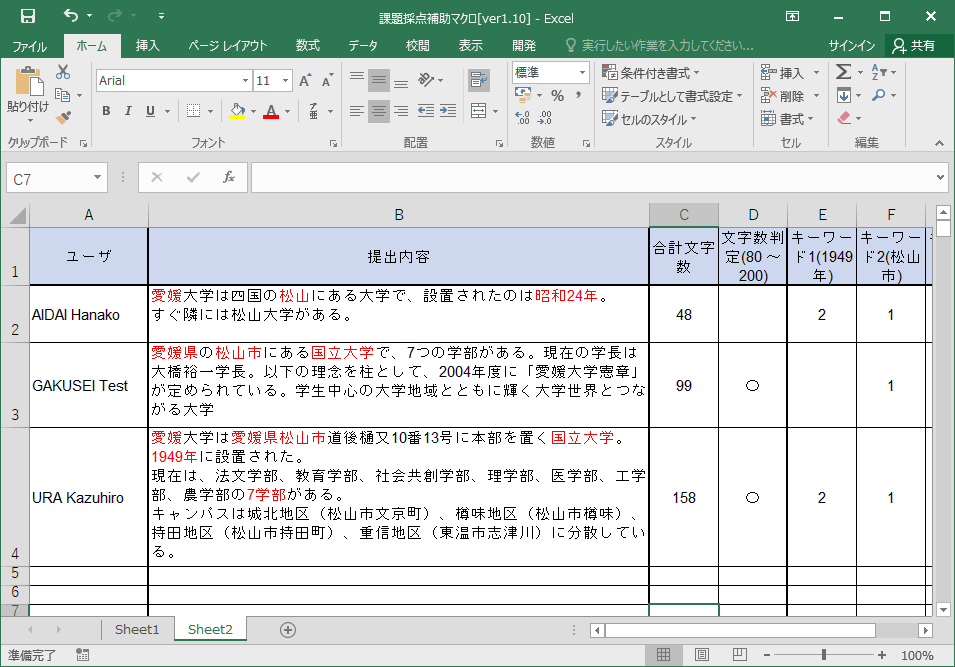 課題採点補助マクロ[ver1.10] - Excel
ファイル ホーム 挿入 ページ レイアウト 数式 データ 校閲 表示 開発 実行したい作業を入力してください... サインイン 共有
貼り付け
クリップボード
Arial 11
B I U
フォント
配置
標準
%
数値
条件付き書式
テーブルとして書式設定
セルのスタイル
スタイル
挿入
削除
書式
セル
編集
C7 fx
A B C D E F
1 ユーザ 提出内容 合計文字
数 文字数判
定(80 ～
200) キーワー
ド1(1949
年) キーワー
ド2(松山
市)
2 AIDAI Hanako 愛媛大学は四国の松山にある大学で、設置されたのは昭和24年。
すぐ隣には松山大学がある。 48 2 1
3 GAKUSEI Test 愛媛県の松山市にある国立大学で、7つの学部がある。現在の学長は
大橋裕一学長。以下の理念を柱として、2004年度に「愛媛大学憲章」
が定められている。学生中心の大学地域とともに輝く大学世界とつな
がる大学 99 〇 1
4 URA Kazuhiro 愛媛大学は愛媛県松山市道後樋又10番13号に本部を置く国立大学。
1949年に設置された。
現在は、法文学部、教育学部、社会共創学部、理学部、医学部、工学
部、農学部の7学部がある。
キャンパスは城北地区（松山市文京町）、樽味地区（松山市樽味）、
持田地区（松山市持田町）、重信地区（東温市志津川）に分散してい
る。 158 〇 2 1
5
6
7
Sheet1 Sheet2
準備完了 100%